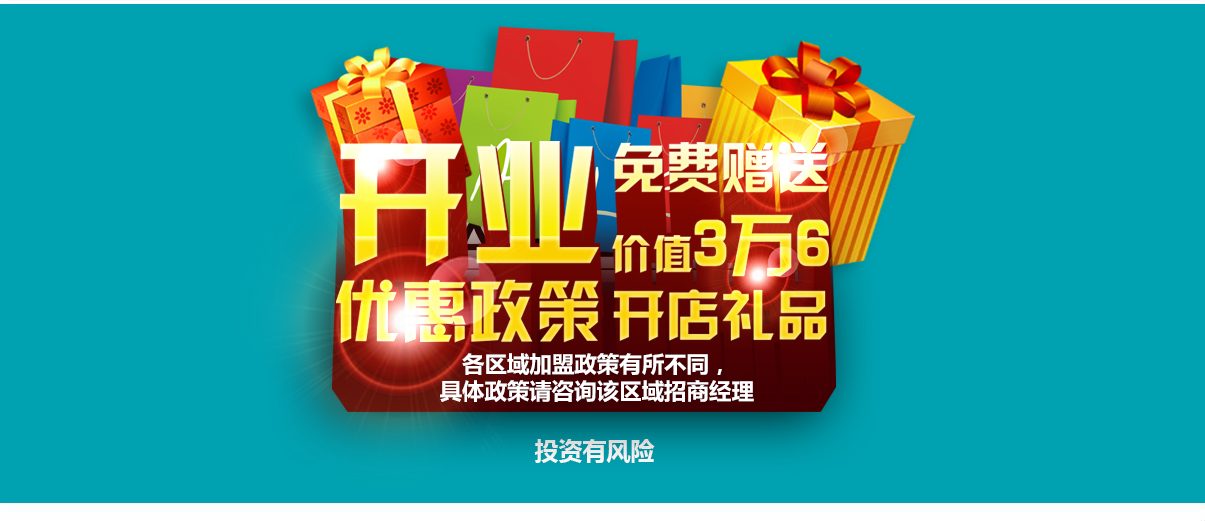 开业
优惠政策
免费赠送
价值3万6
开店礼品
各区域加盟政策有所不同，
具体政策请咨询该区域招商经理
投资有风险